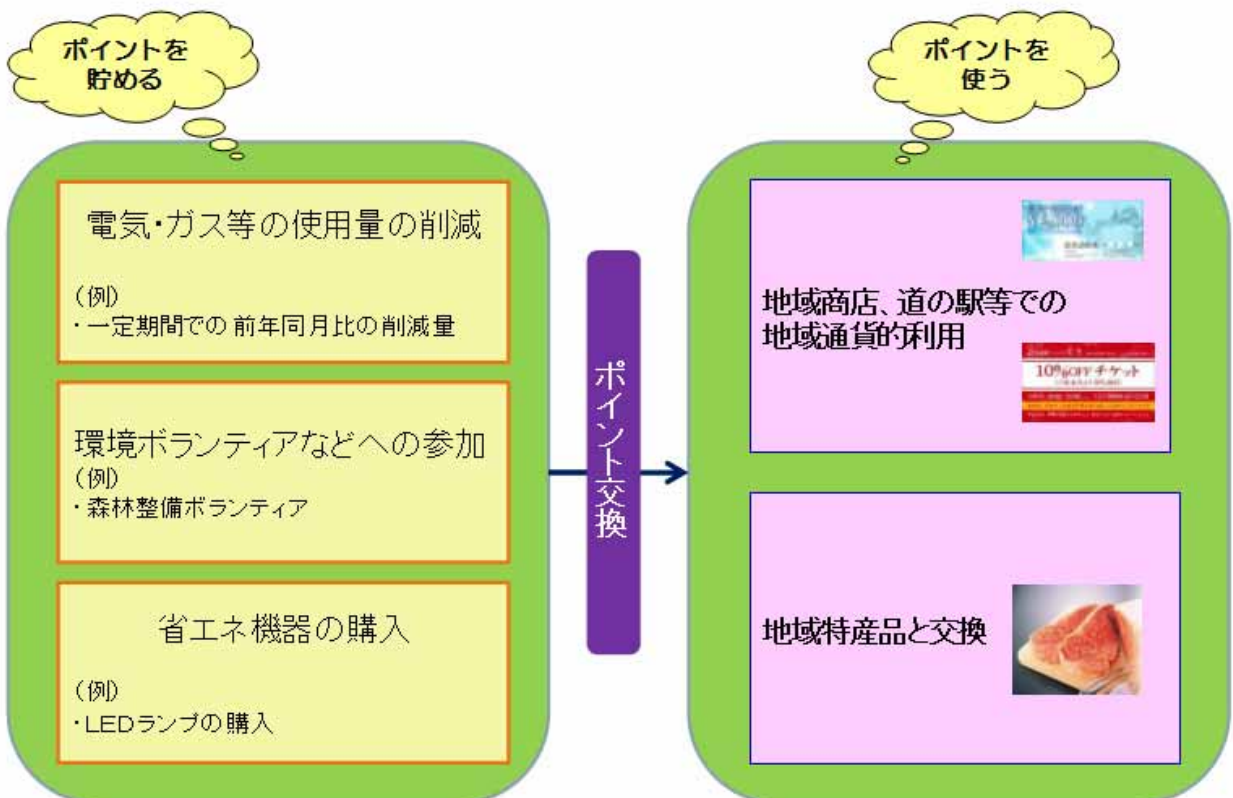 ポイントを
貯める
電気・ガス等の使用量の削減
（例）
・一定期間での前年同月比の削減量
環境ボランティアなどへの参加
（例）
・森林整備ボランティア
省エネ機器の購入
（例）
・LEDランプの購入
ポイント交換
ポイントを
使う
地域商店、道の駅等での
地域通貨的利用
10%OFFチケット
地域特産品と交換